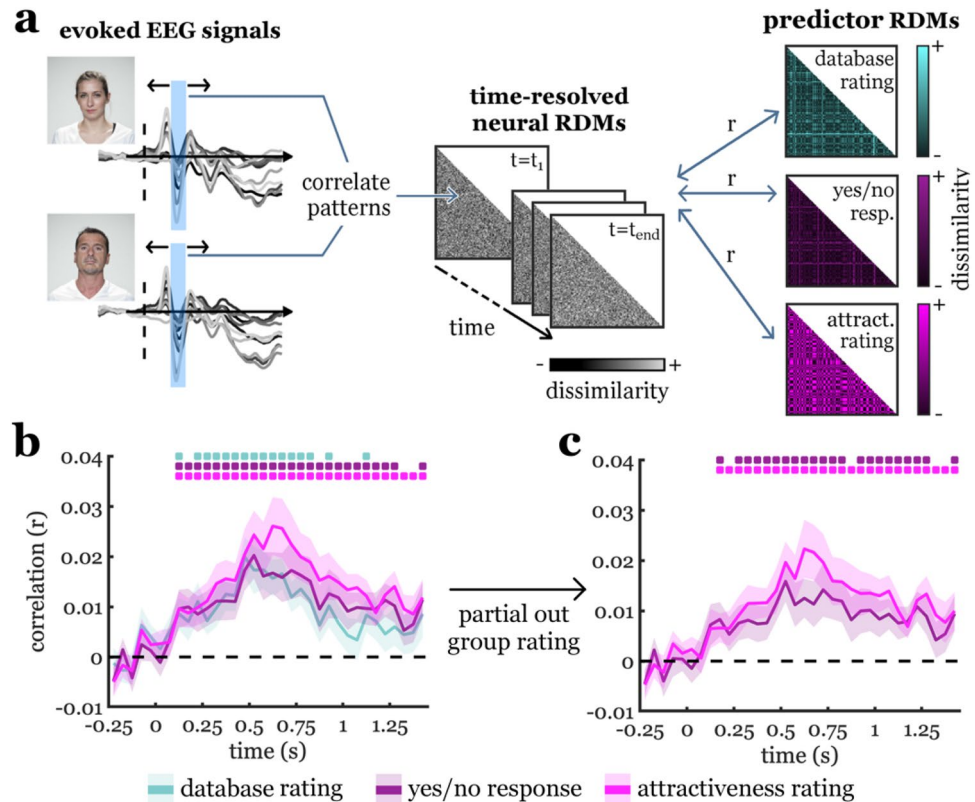 a
evoked EEG signals
correlate
patterns
time-resolved
neural RDMs
t=t1
t=tend
time
-
+
dissimilarity
r
r
r
predictor RDMs
database
rating
+
-
yes/no
resp.
+
-
attract.
rating
+
-
dissimilarity
b
0.04
0.03
0.02
0.01
0
-0.01
correlation (r)
-0.25 0 0.25 0.5 0.75 1 1.25
time (s)
partial out
group rating
c
0.04
0.03
0.02
0.01
0
-0.01
-0.25 0 0.25 0.5 0.75 1 1.25
time (s)
database rating yes/no response attractiveness rating